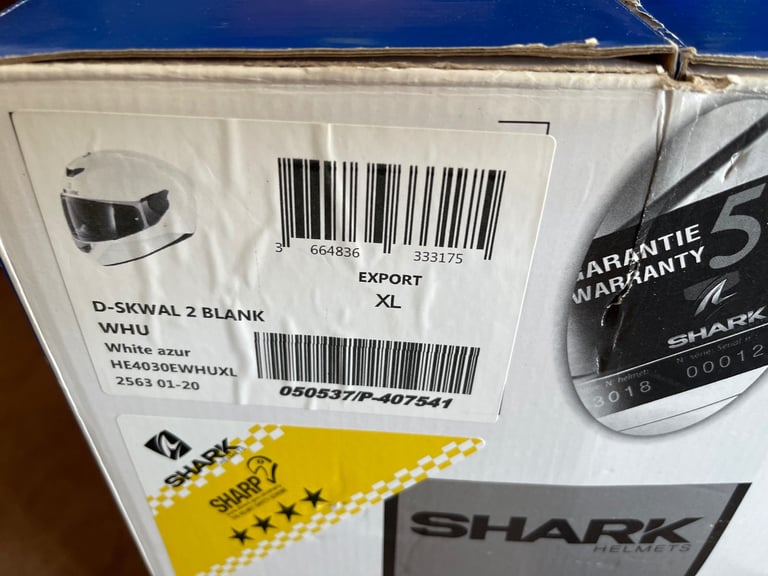 3 664836 333175
EXPORT
XL
D-SKWAL 2 BLANK
WHU
White azur
HE4030EWHUXL
2563 01-20
050537/P-407541
GARANTIE
WARRANTY
5
SHARK
3018
00012
SHARK
SHARP
SHARK
HELMETS